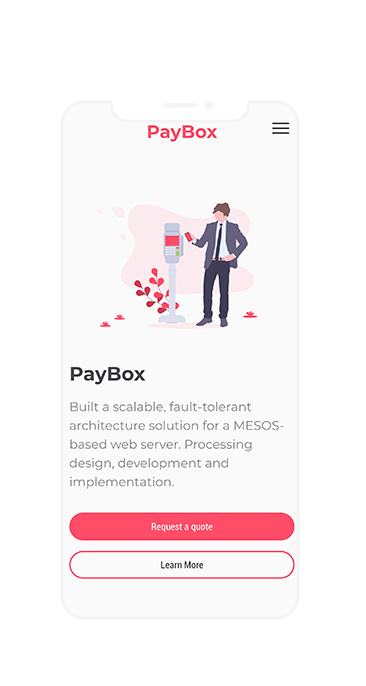 PayBox
PayBox
Built a scalable, fault-tolerant
architecture solution for a MESOS-
based web server. Processing
design, development and
implementation.
Request a quote
Learn More